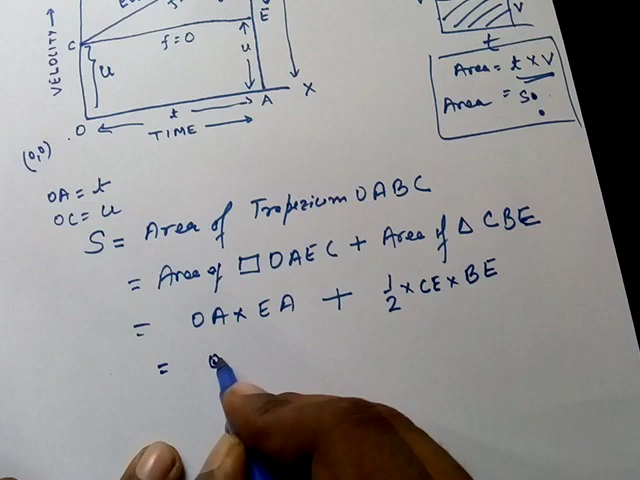 VELOCITY →
C
f=0
E
u
u
A
X
t
TIME
O
(0,0)
V
t
Area = t × V
Area = S.
OA = t
OC = u
S = Area of Trapezium OABC
= Area of □ OAEC + Area of △ CBE
= OA × EA + 1/2 × CE × BE
=